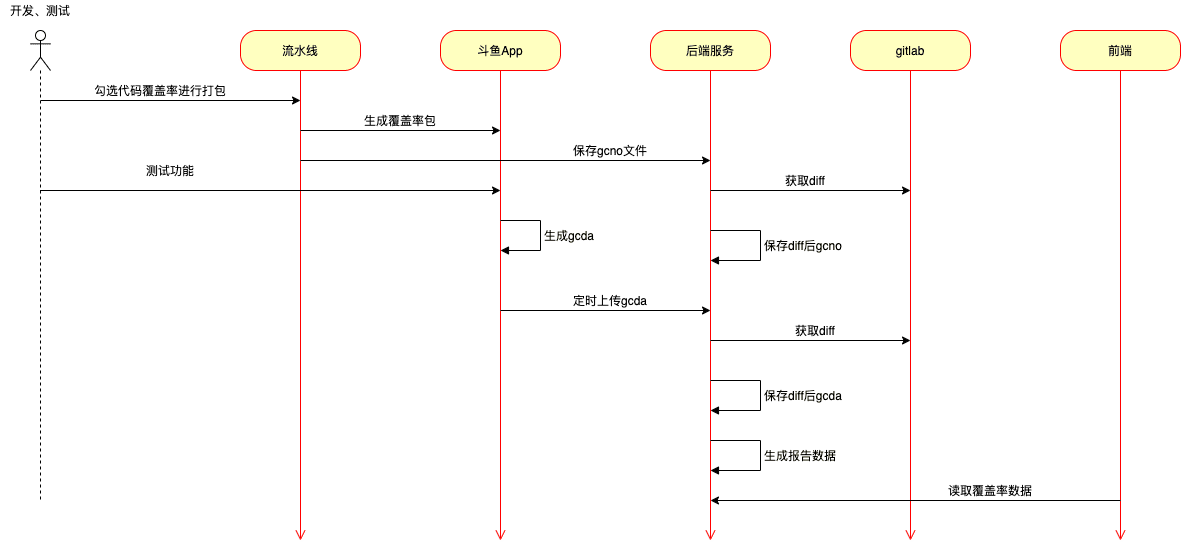 开发、测试
流水线
斗鱼App
后端服务
gitlab
前端
勾选代码覆盖率进行打包
生成覆盖率包
保存gcno文件
测试功能
获取diff
生成gcda
保存diff后gcno
定时上传gcda
获取diff
保存diff后gcda
生成报告数据
读取覆盖率数据